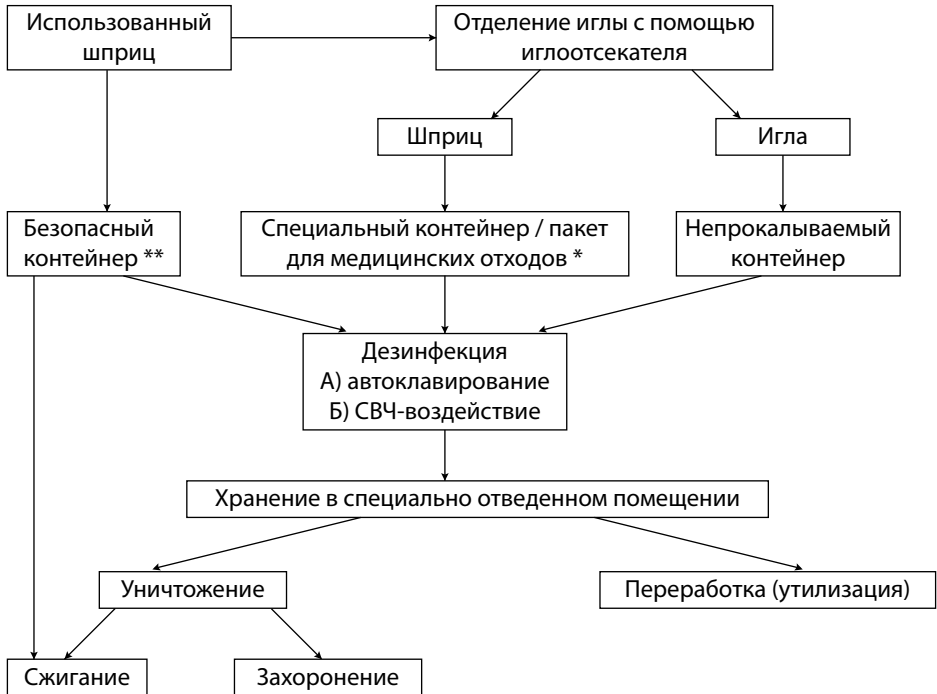 Использованный
шприц
Отделение иглы с помощью
иглоотсекателя
Шприц
Игла
Безопасный
контейнер **
Специальный контейнер / пакет
для медицинских отходов *
Непрокалываемый
контейнер
Дезинфекция
А) автоклавирование
Б) СВЧ-воздействие
Хранение в специально отведенном помещении
Уничтожение
Переработка (утилизация)
Сжигание
Захоронение